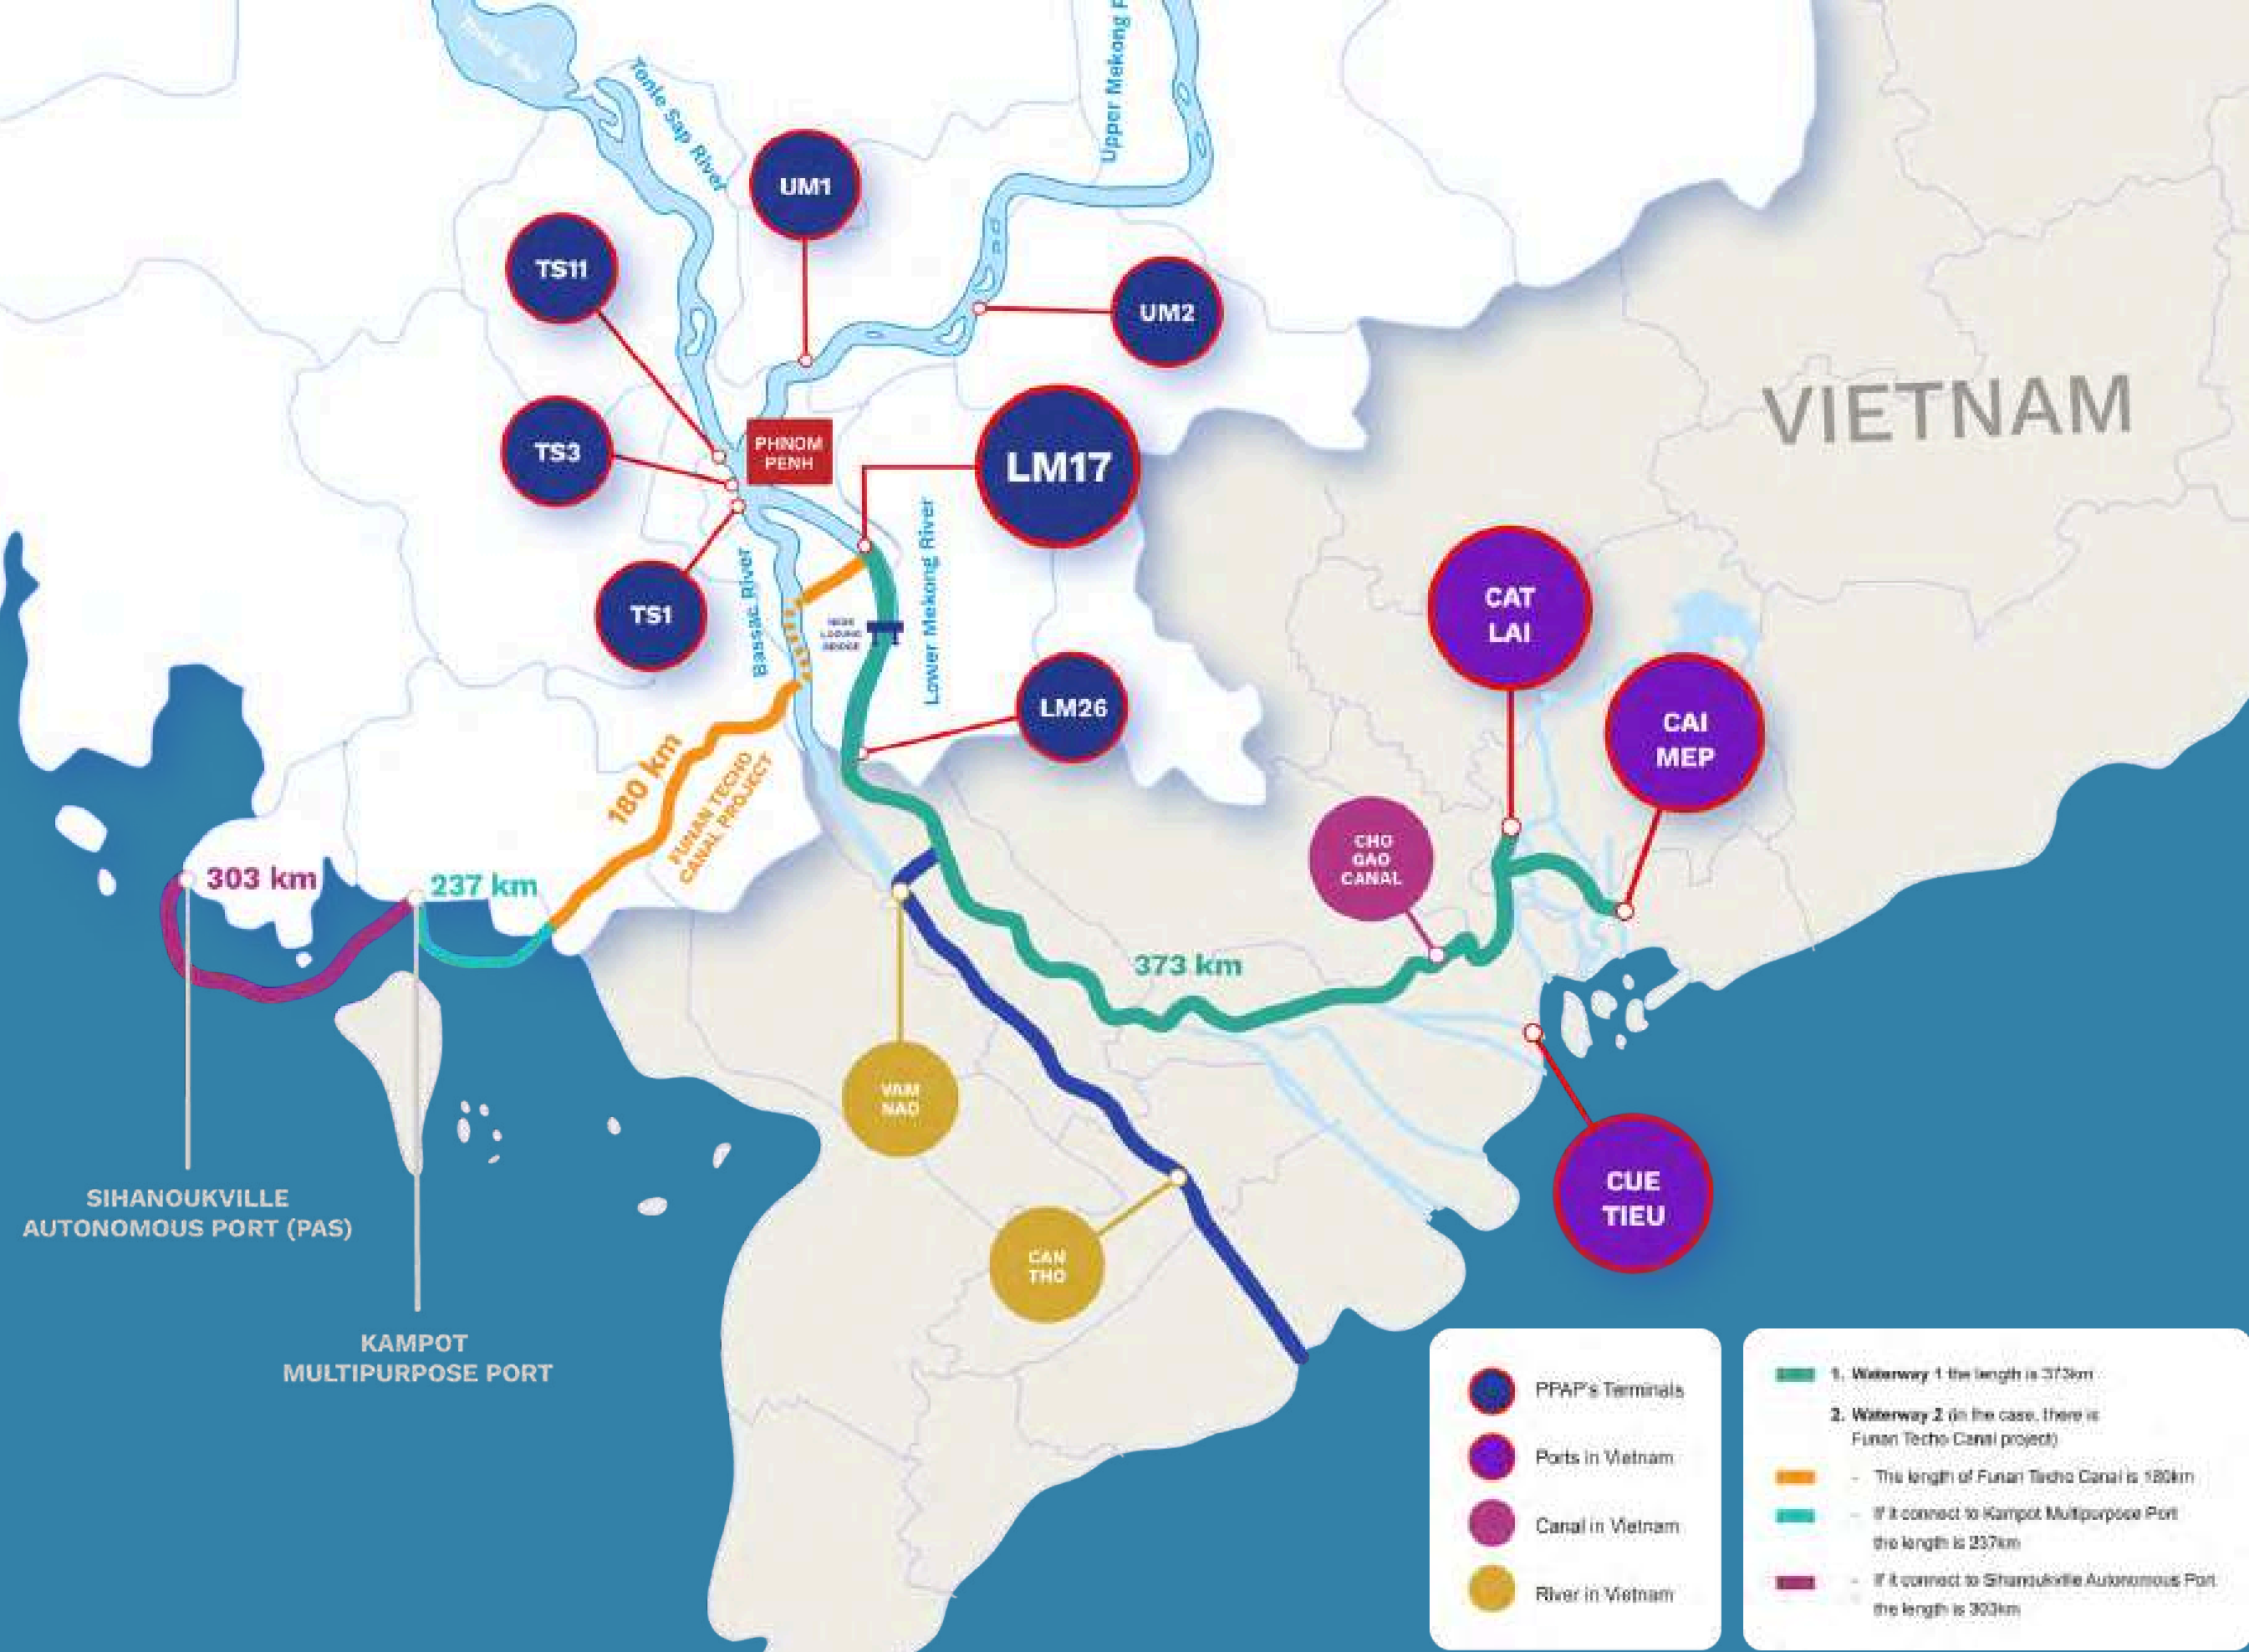 Tonle Sap River
Upper Mekong
UM1
TS11
UM2
TS3
PHNOM
PENH
LM17
VIETNAM
TS1
Bassac River
Lower Mekong River
BRIDGE
LM26
CAT
LAI
CAI
MEP
180 km
FUNAN TECHO
CANAL PROJECT
CHO
GAO
CANAL
303 km
237 km
373 km
VAM
NAO
CUE
TIEU
CAN
THO
SIHANOUKVILLE
AUTONOMOUS PORT (PAS)
KAMPOT
MULTIPURPOSE PORT
PPAP's Terminals
Ports in Vietnam
Canal in Vietnam
River in Vietnam
1. Waterway 1 the length is 373km
2. Waterway 2 (in the case, there is
Funan Techo Canal project)
- The length of Funan Techo Canal is 180km
- If it connect to Kampot Multipurpose Port
the length is 237km
- If it connect to Sihanoukville Autonomous Port
the length is 303km